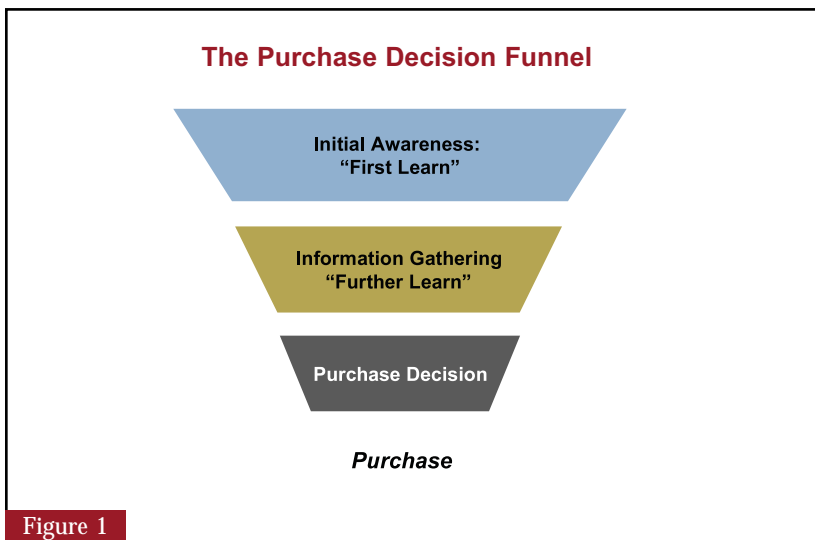 The Purchase Decision Funnel
Initial Awareness:
“First Learn”
Information Gathering
“Further Learn”
Purchase Decision
Purchase
Figure 1